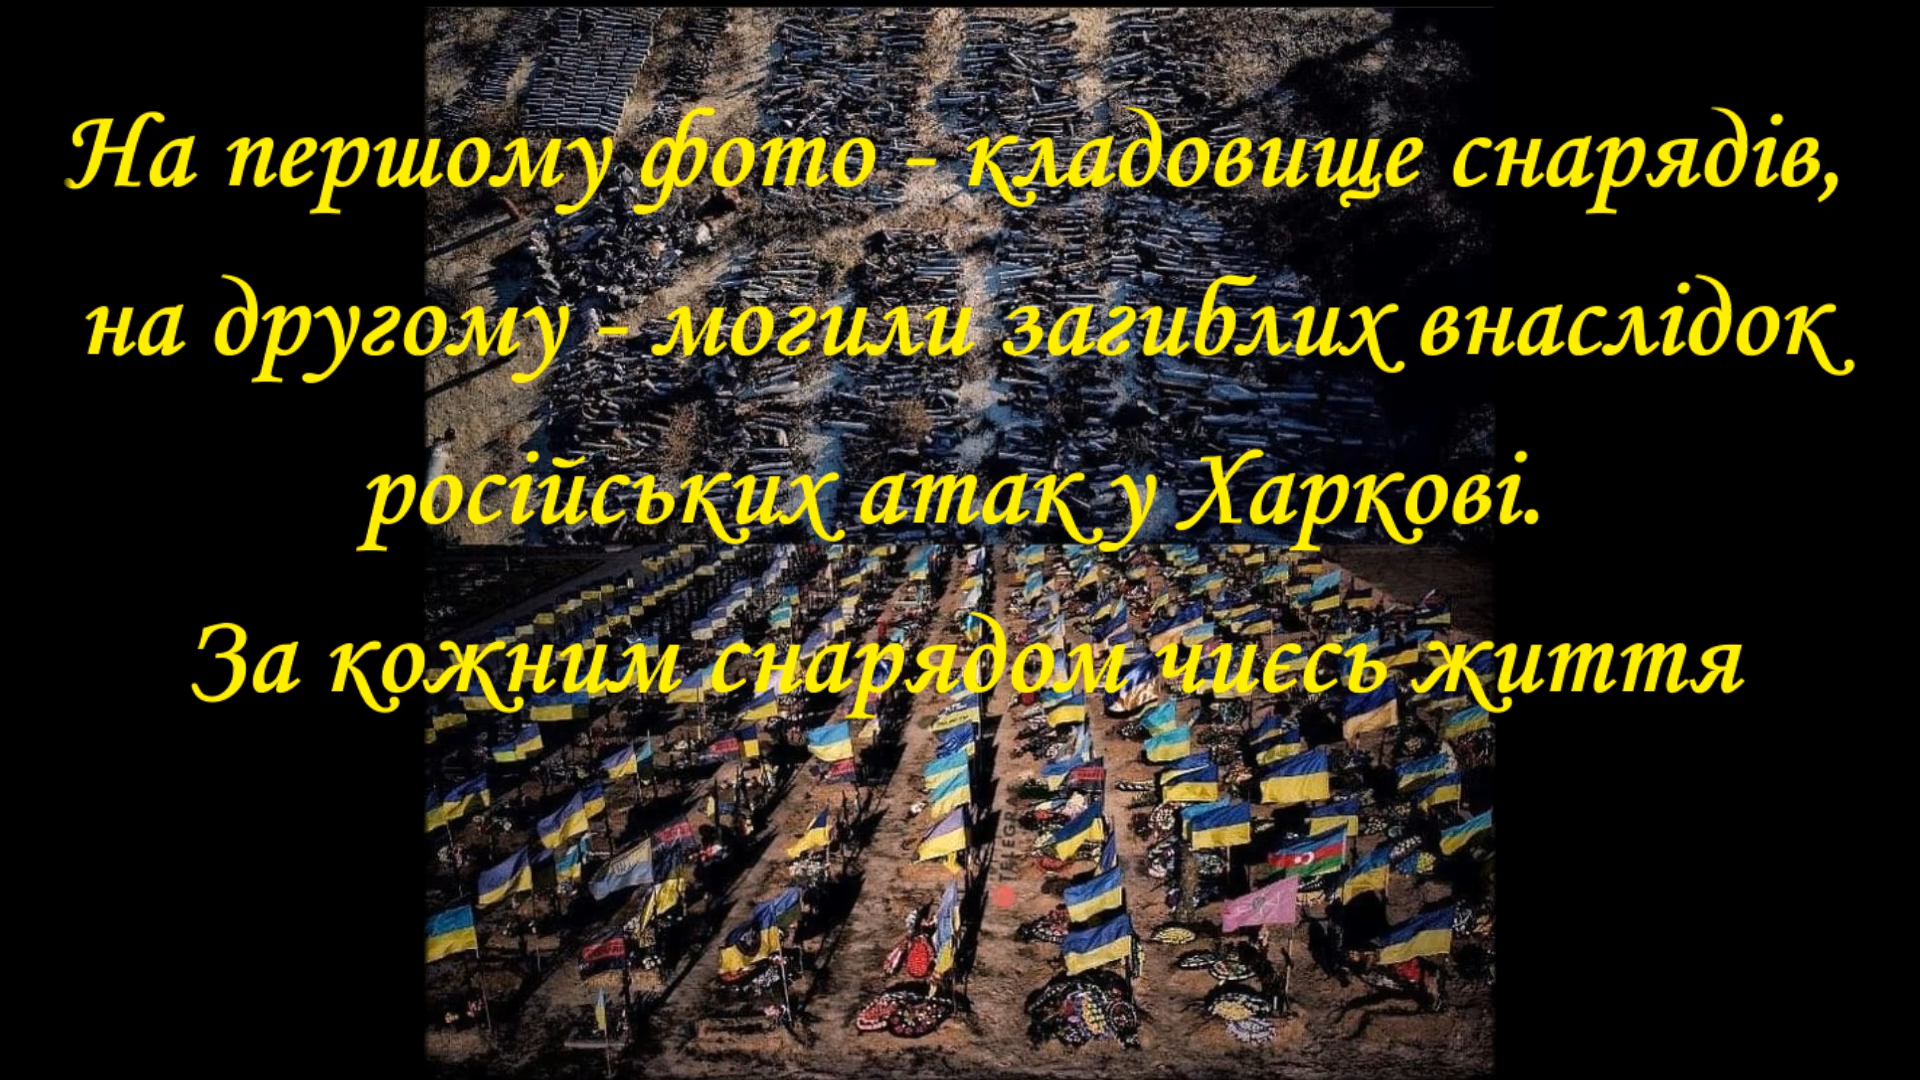 На першому фото - кладовище снарядів,
на другому - могили загиблих внаслідок
російських атак у Харкові.
За кожним снарядом чиєсь життя